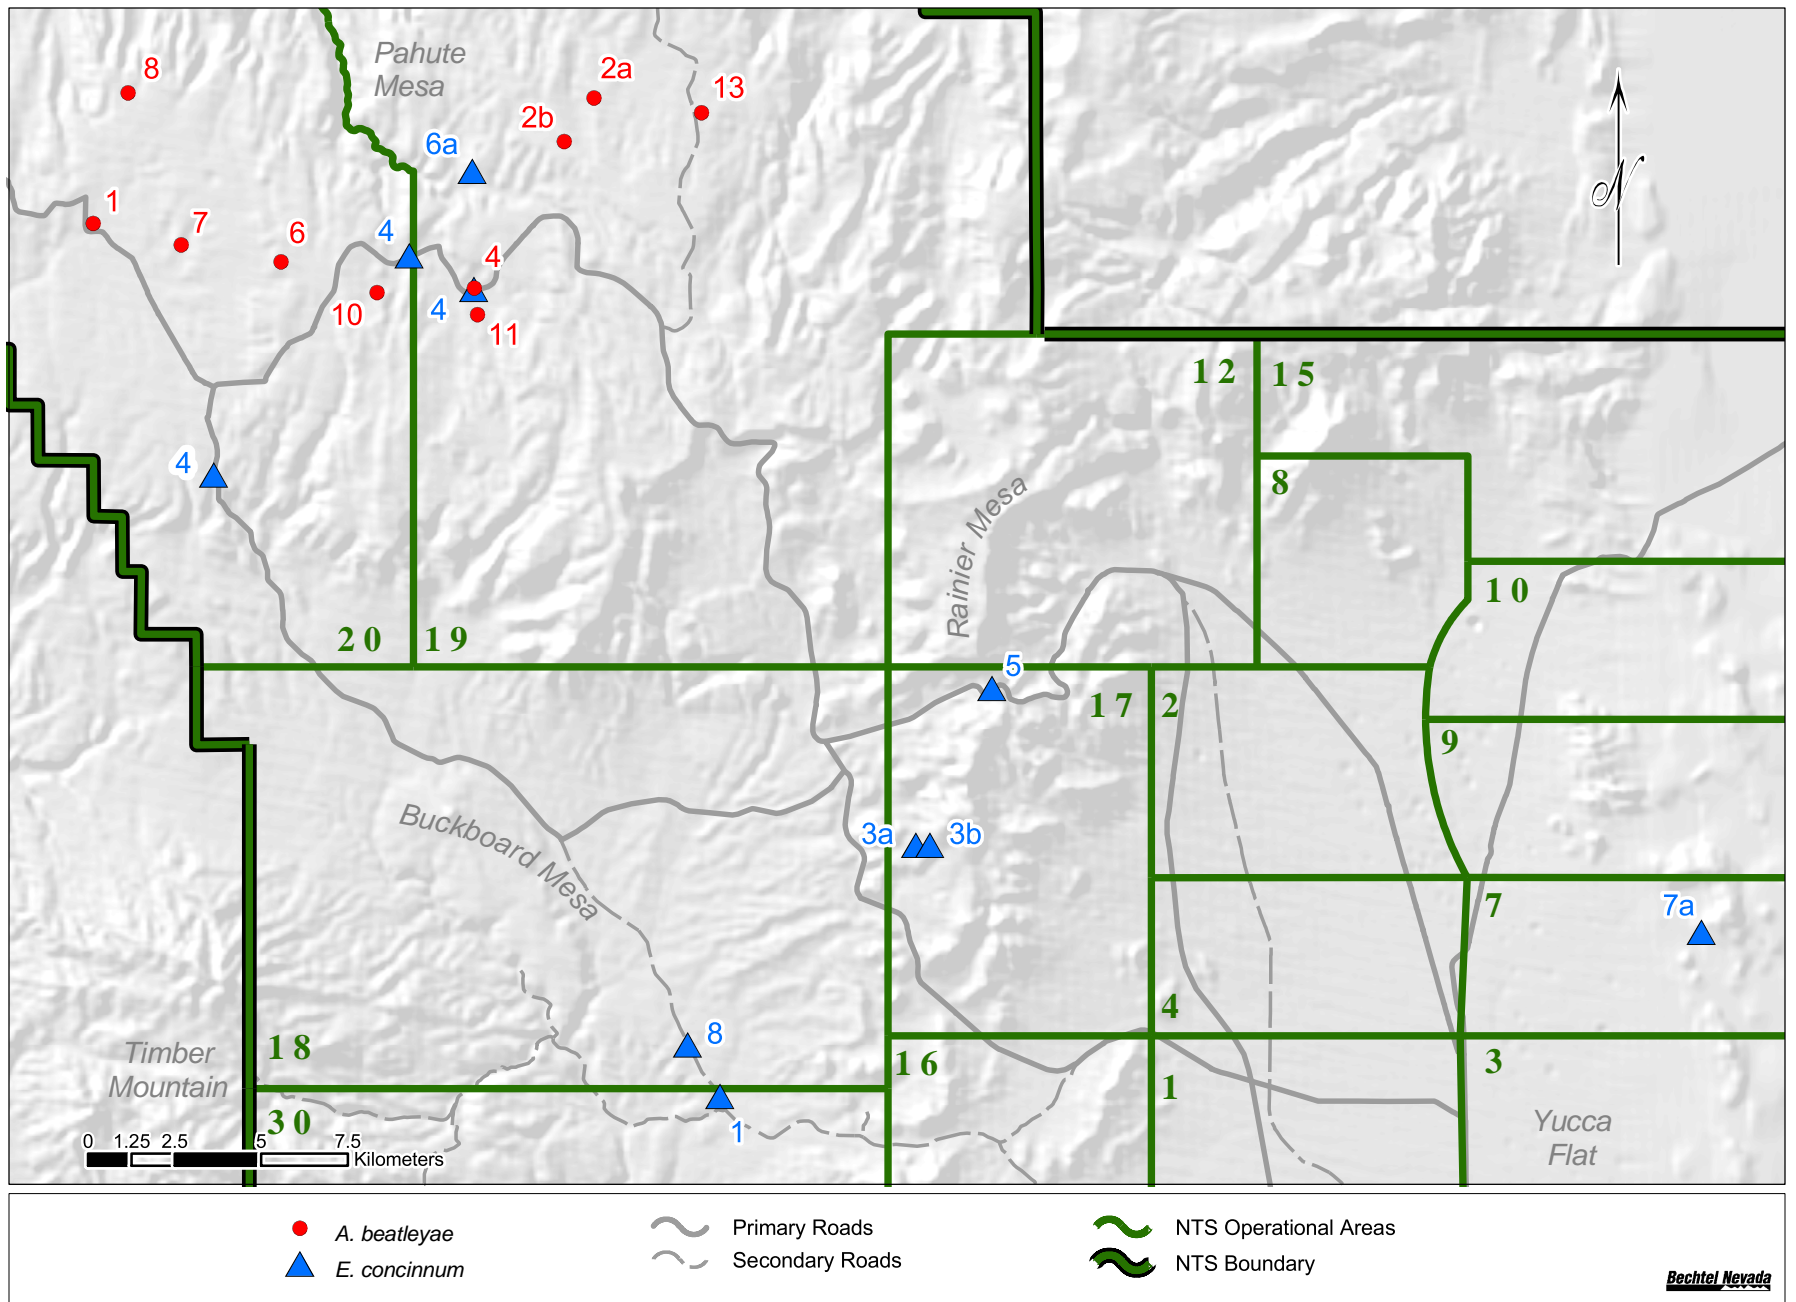 Pahute
Mesa
8
2a
13
2b
6a
1
7
6
4
4
10
4
11
12
15
4
8
Rainier Mesa
10
20
19
5
17
2
9
Buckboard Mesa
3a
3b
7
7a
4
8
18
Timber
Mountain
16
3
1
30
1
Yucca
Flat
0 1.25 2.5 5 7.5
Kilometers
N
A. beatleyae
E. concinnum
Primary Roads
Secondary Roads
NTS Operational Areas
NTS Boundary
Bechtel Nevada